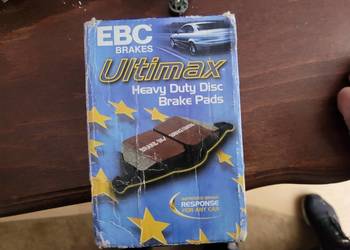 EBC
BRAKES
Ultimax
Heavy Duty Disc
Brake Pads
RESPONSE
FOR ANY CAR